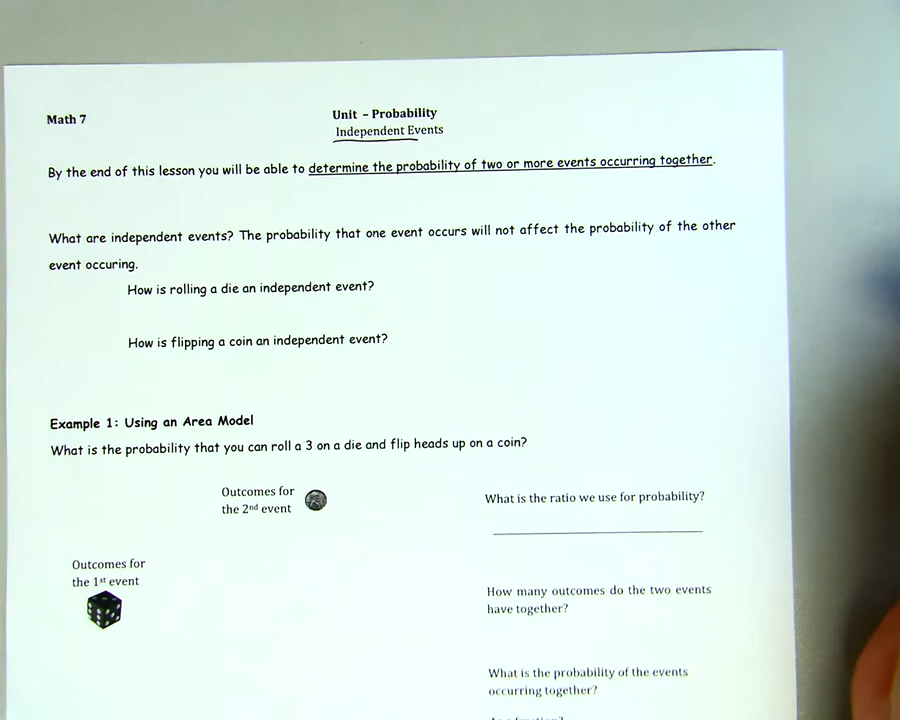 Math 7
Unit - Probability
Independent Events
By the end of this lesson you will be able to determine the probability of two or more events occurring together.
What are independent events? The probability that one event occurs will not affect the probability of the other
event occuring.
How is rolling a die an independent event?
How is flipping a coin an independent event?
Example 1: Using an Area Model
What is the probability that you can roll a 3 on a die and flip heads up on a coin?
Outcomes for
the 2nd event
What is the ratio we use for probability?
Outcomes for
the 1st event
How many outcomes do the two events
have together?
What is the probability of the events
occurring together?